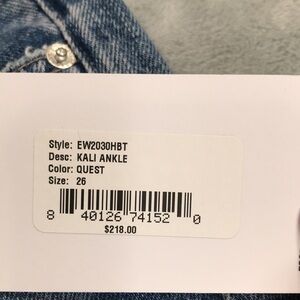 Style: EW2030HBT
Desc: KALI ANKLE
Color: QUEST
Size: 26
8 40126 74152 0
$218.00